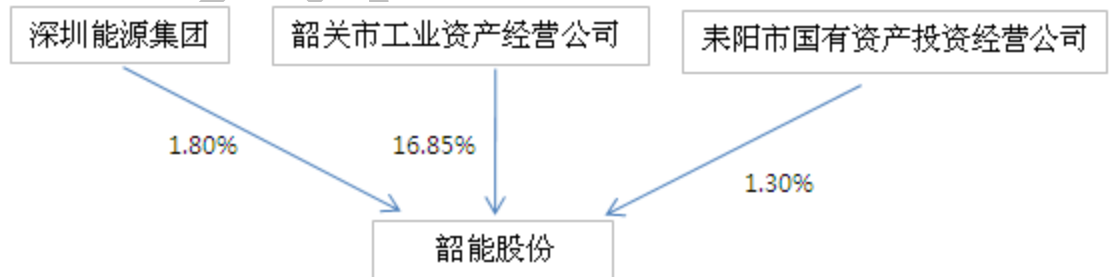 深圳能源集团
韶关市工业资产经营公司
耒阳市国有资产投资经营公司
1.80%
16.85%
1.30%
韶能股份